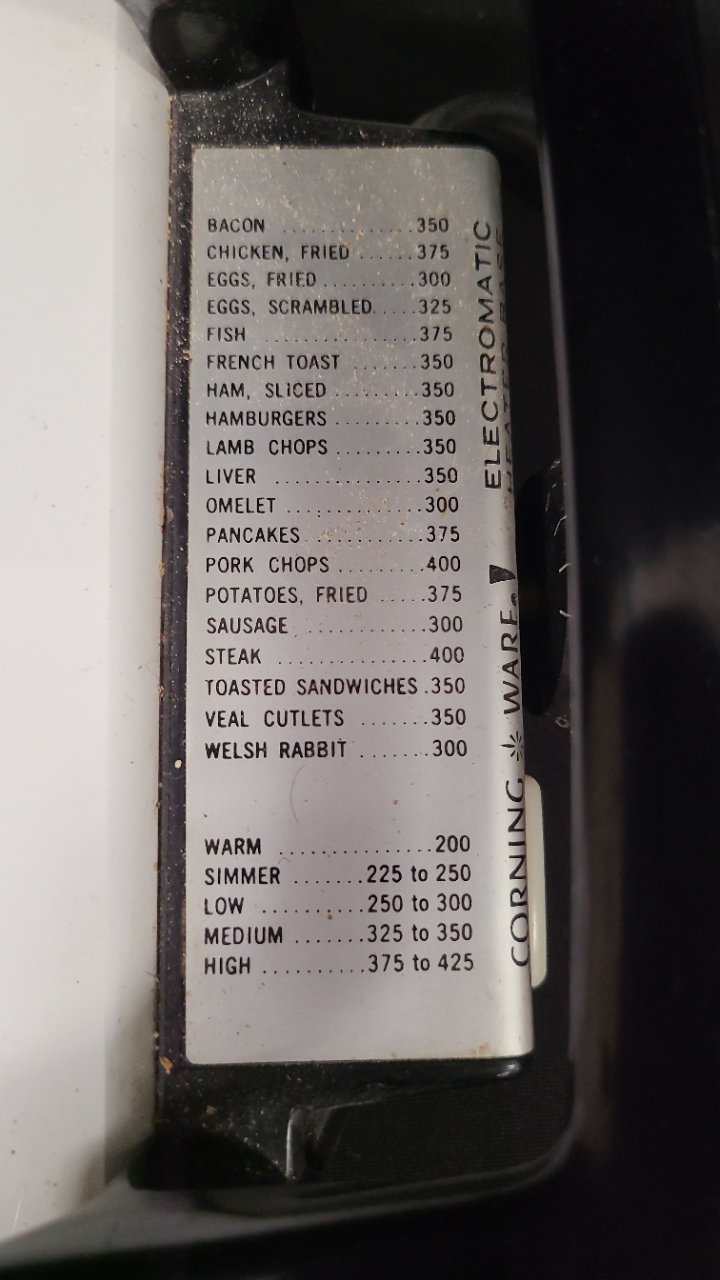 BACON ..............350
CHICKEN, FRIED ......375
EGGS, FRIED..........300
EGGS, SCRAMBLED.....325
FISH ................375
FRENCH TOAST .......350
HAM, SLICED .........350
HAMBURGERS .........350
LAMB CHOPS .........350
LIVER ...............350
OMELET ..............300
PANCAKES ............375
PORK CHOPS .........400
POTATOES, FRIED .....375
SAUSAGE .............300
STEAK ...............400
TOASTED SANDWICHES .350
VEAL CUTLETS .......350
WELSH RABBIT .......300
WARM ...............200
SIMMER .......225 to 250
LOW ..........250 to 300
MEDIUM .......325 to 350
HIGH ..........375 to 425
CORNING WARE® ELECTROMATIC
HEATER BASE